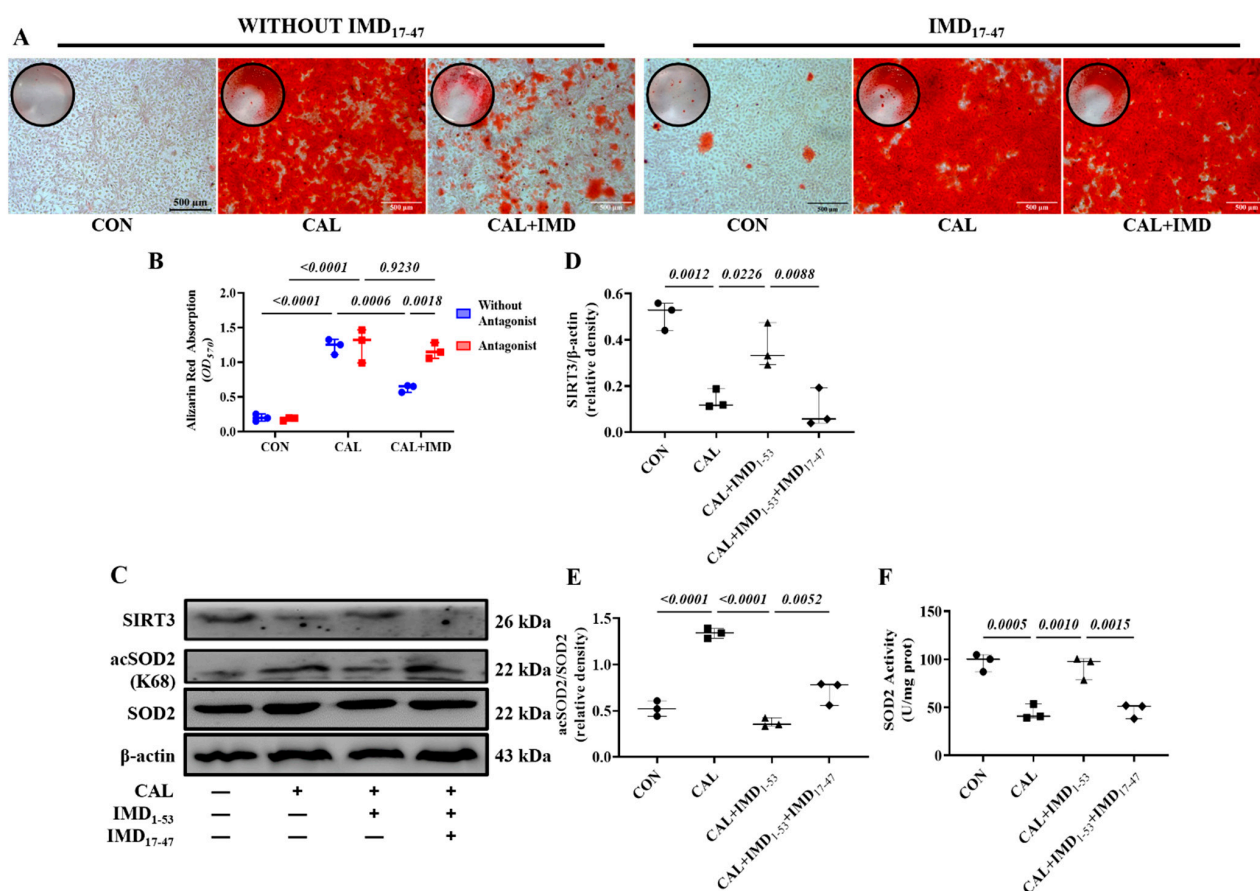 A
WITHOUT IMD17-47
IMD17-47
500 μm
500 μm
500 μm
500 μm
500 μm
500 μm
CON
CAL
CAL+IMD
CON
CAL
CAL+IMD
B
<0.0001
0.9230
<0.0001
0.0006
0.0018
Alizarin Red Absorption
(OD570)
2.0
1.5
1.0
0.5
0.0
CON
CAL
CAL+IMD
Without
Antagonist
Antagonist
D
0.0012
0.0226
0.0088
SIRT3/β-actin
(relative density)
0.6
0.4
0.2
0.0
CON
CAL
CAL+IMD1-53
CAL+IMD1-53+IMD17-47
C
SIRT3
26 kDa
acSOD2
(K68)
22 kDa
SOD2
22 kDa
β-actin
43 kDa
CAL — + + +
IMD1-53 — — + +
IMD17-47 — — — +
E
<0.0001
<0.0001
0.0052
acSOD2/SOD2
(relative density)
1.5
1.0
0.5
0.0
CON
CAL
CAL+IMD1-53
CAL+IMD1-53+IMD17-47
F
0.0005
0.0010
0.0015
SOD2 Activity
(U/mg prot)
150
100
50
0
CON
CAL
CAL+IMD1-53
CAL+IMD1-53+IMD17-47